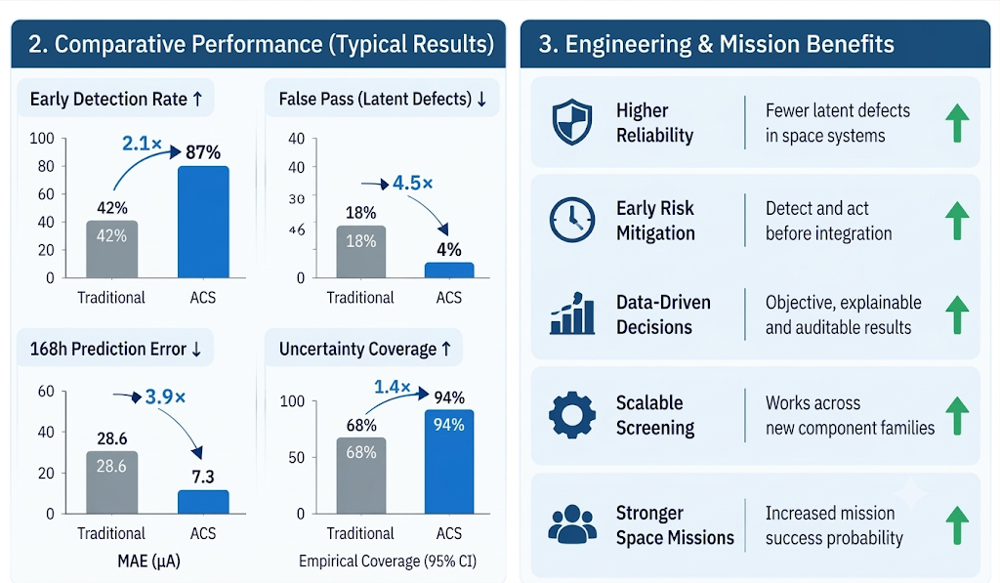 2. Comparative Performance (Typical Results)
Early Detection Rate ↑
100
80
60
40
20
0
2.1×
87%
42%
42%
Traditional
ACS
False Pass (Latent Defects) ↓
40
40
30
+6
0
4.5×
18%
18%
4%
Traditional
ACS
168h Prediction Error ↓
60
40
20
0
3.9×
28.6
28.6
7.3
Traditional
ACS
MAE (µA)
Uncertainty Coverage ↑
100
50
0
1.4×
94%
94%
68%
68%
Traditional
ACS
Empirical Coverage (95% CI)
3. Engineering & Mission Benefits
Higher
Reliability
Fewer latent defects
in space systems
Early Risk
Mitigation
Detect and act
before integration
Data-Driven
Decisions
Objective, explainable
and auditable results
Scalable
Screening
Works across
new component families
Stronger
Space Missions
Increased mission
success probability